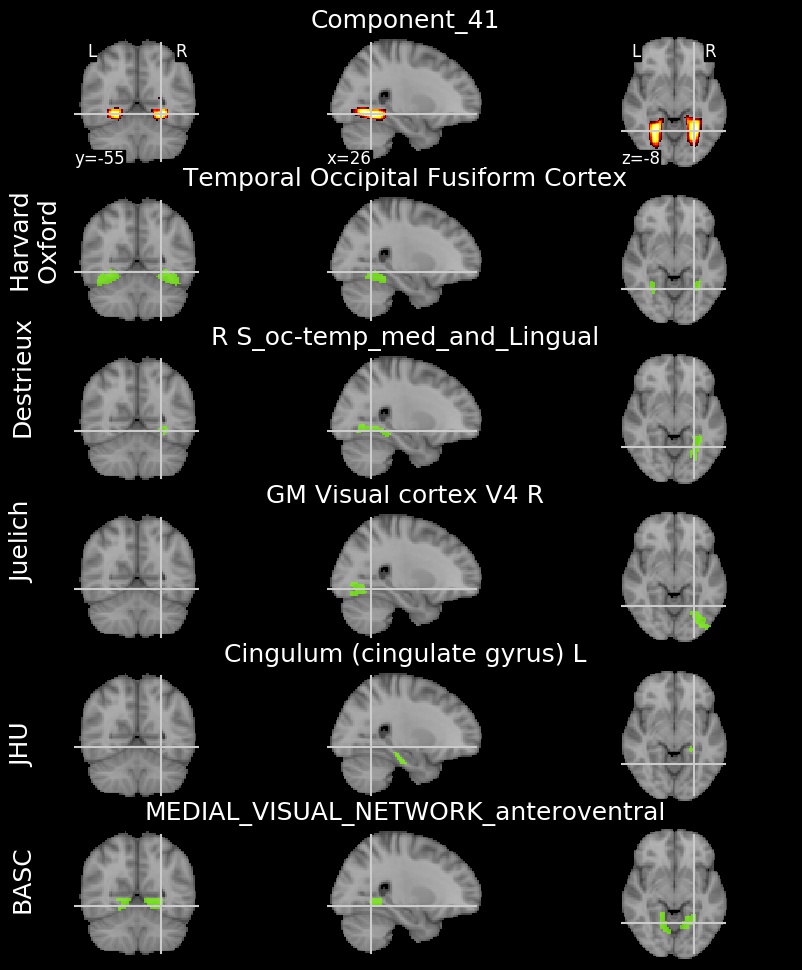 Component_41
L R
L R
y=-55
x=26
z=-8
Temporal Occipital Fusiform Cortex
Harvard
Oxford
R S_oc-temp_med_and_Lingual
Destrieux
GM Visual cortex V4 R
Juelich
Cingulum (cingulate gyrus) L
JHU
MEDIAL_VISUAL_NETWORK_anteroventral
BASC